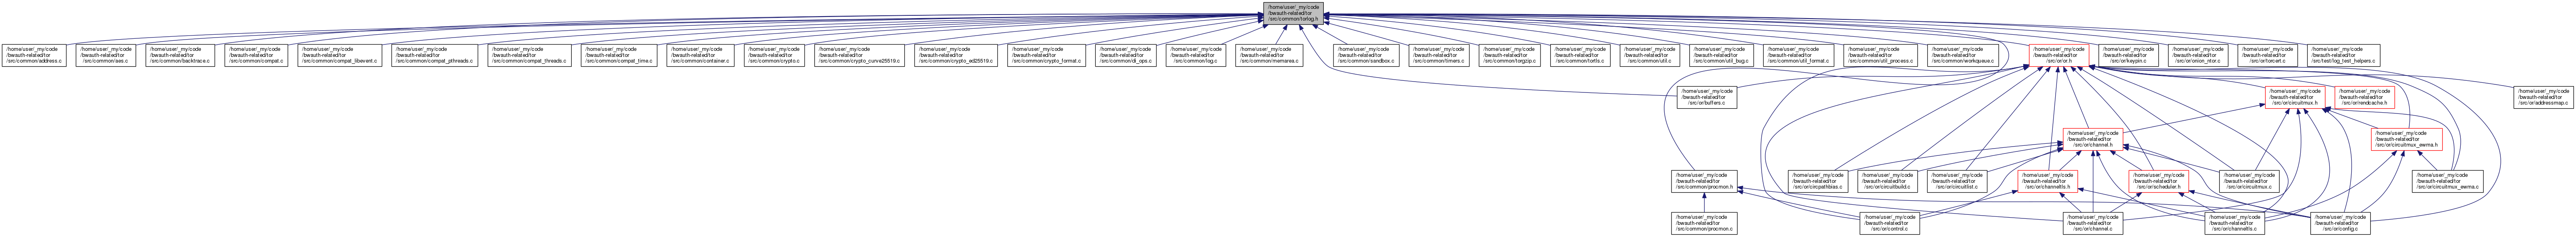 /home/user/_my/code
/bwauth-related/tor
/src/common/torlog.h
/home/user/_my/code
/bwauth-related/tor
/src/common/address.c
/home/user/_my/code
/bwauth-related/tor
/src/common/aes.c
/home/user/_my/code
/bwauth-related/tor
/src/common/backtrace.c
/home/user/_my/code
/bwauth-related/tor
/src/common/compat.c
/home/user/_my/code
/bwauth-related/tor
/src/common/compat_libevent.c
/home/user/_my/code
/bwauth-related/tor
/src/common/compat_pthreads.c
/home/user/_my/code
/bwauth-related/tor
/src/common/compat_threads.c
/home/user/_my/code
/bwauth-related/tor
/src/common/compat_time.c
/home/user/_my/code
/bwauth-related/tor
/src/common/container.c
/home/user/_my/code
/bwauth-related/tor
/src/common/crypto.c
/home/user/_my/code
/bwauth-related/tor
/src/common/crypto_curve25519.c
/home/user/_my/code
/bwauth-related/tor
/src/common/crypto_ed25519.c
/home/user/_my/code
/bwauth-related/tor
/src/common/crypto_format.c
/home/user/_my/code
/bwauth-related/tor
/src/common/di_ops.c
/home/user/_my/code
/bwauth-related/tor
/src/common/log.c
/home/user/_my/code
/bwauth-related/tor
/src/common/memarea.c
/home/user/_my/code
/bwauth-related/tor
/src/common/sandbox.c
/home/user/_my/code
/bwauth-related/tor
/src/common/timers.c
/home/user/_my/code
/bwauth-related/tor
/src/common/torgzip.c
/home/user/_my/code
/bwauth-related/tor
/src/common/tortls.c
/home/user/_my/code
/bwauth-related/tor
/src/common/util.c
/home/user/_my/code
/bwauth-related/tor
/src/common/util_bug.c
/home/user/_my/code
/bwauth-related/tor
/src/common/util_format.c
/home/user/_my/code
/bwauth-related/tor
/src/common/util_process.c
/home/user/_my/code
/bwauth-related/tor
/src/common/workqueue.c
/home/user/_my/code
/bwauth-related/tor
/src/or/or.h
/home/user/_my/code
/bwauth-related/tor
/src/or/keypin.c
/home/user/_my/code
/bwauth-related/tor
/src/or/onion_ntor.c
/home/user/_my/code
/bwauth-related/tor
/src/or/torcert.c
/home/user/_my/code
/bwauth-related/tor
/src/test/log_test_helpers.c
/home/user/_my/code
/bwauth-related/tor
/src/or/buffers.c
/home/user/_my/code
/bwauth-related/tor
/src/or/circuitmux.h
/home/user/_my/code
/bwauth-related/tor
/src/or/rendcache.h
/home/user/_my/code
/bwauth-related/tor
/src/or/addressmap.c
/home/user/_my/code
/bwauth-related/tor
/src/or/channel.h
/home/user/_my/code
/bwauth-related/tor
/src/or/circuitmux_ewma.h
/home/user/_my/code
/bwauth-related/tor
/src/common/procmon.h
/home/user/_my/code
/bwauth-related/tor
/src/or/circpathbias.c
/home/user/_my/code
/bwauth-related/tor
/src/or/circuitbuild.c
/home/user/_my/code
/bwauth-related/tor
/src/or/circuitlist.c
/home/user/_my/code
/bwauth-related/tor
/src/or/channeltls.h
/home/user/_my/code
/bwauth-related/tor
/src/or/scheduler.h
/home/user/_my/code
/bwauth-related/tor
/src/or/circuitmux.c
/home/user/_my/code
/bwauth-related/tor
/src/or/circuitmux_ewma.c
/home/user/_my/code
/bwauth-related/tor
/src/common/procmon.c
/home/user/_my/code
/bwauth-related/tor
/src/or/control.c
/home/user/_my/code
/bwauth-related/tor
/src/or/channel.c
/home/user/_my/code
/bwauth-related/tor
/src/or/channeltls.c
/home/user/_my/code
/bwauth-related/tor
/src/or/config.c